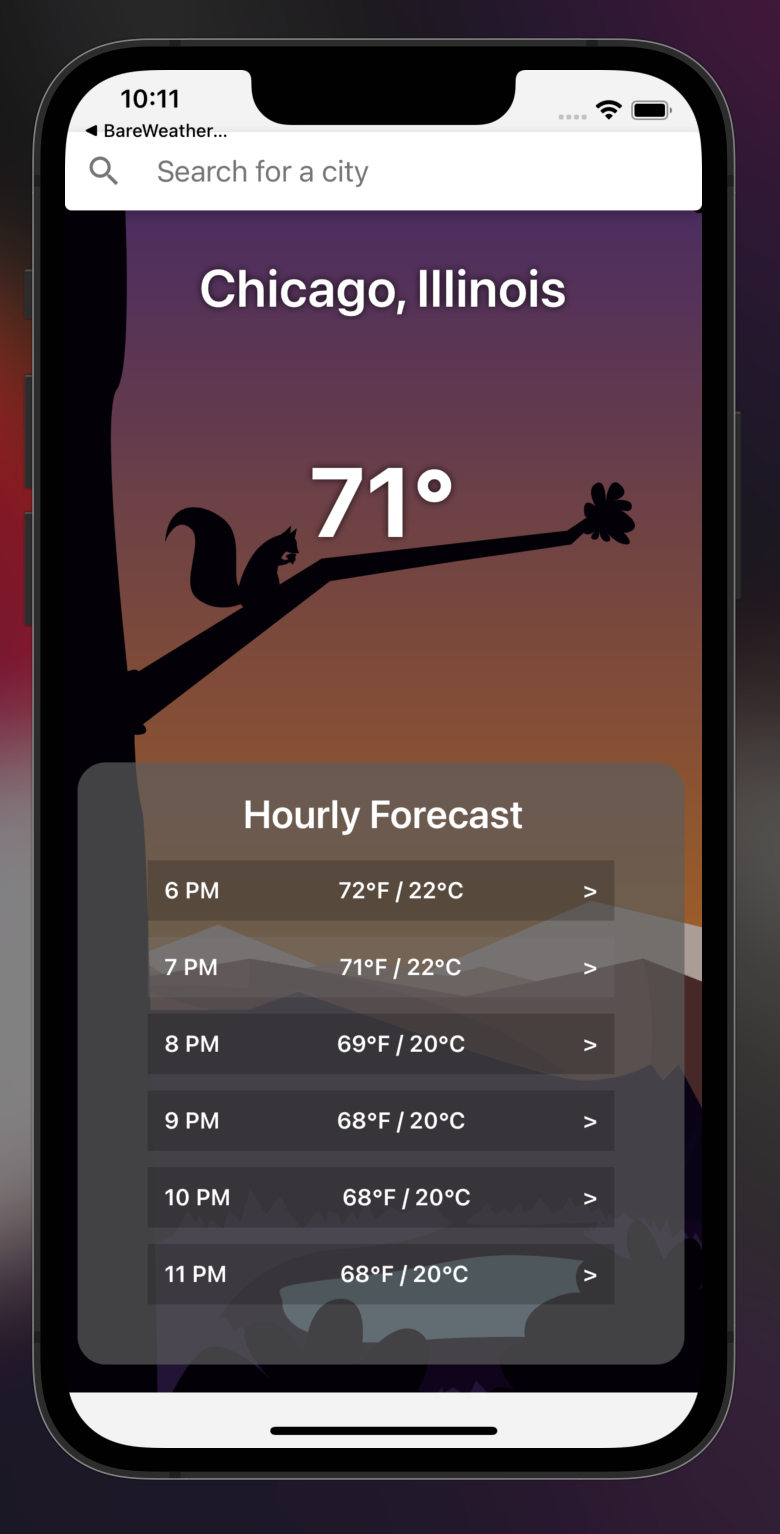 10:11
◀ BareWeather...
Search for a city
Chicago, Illinois
71°
Hourly Forecast
6 PM 72°F / 22°C >
7 PM 71°F / 22°C >
8 PM 69°F / 20°C >
9 PM 68°F / 20°C >
10 PM 68°F / 20°C >
11 PM 68°F / 20°C >